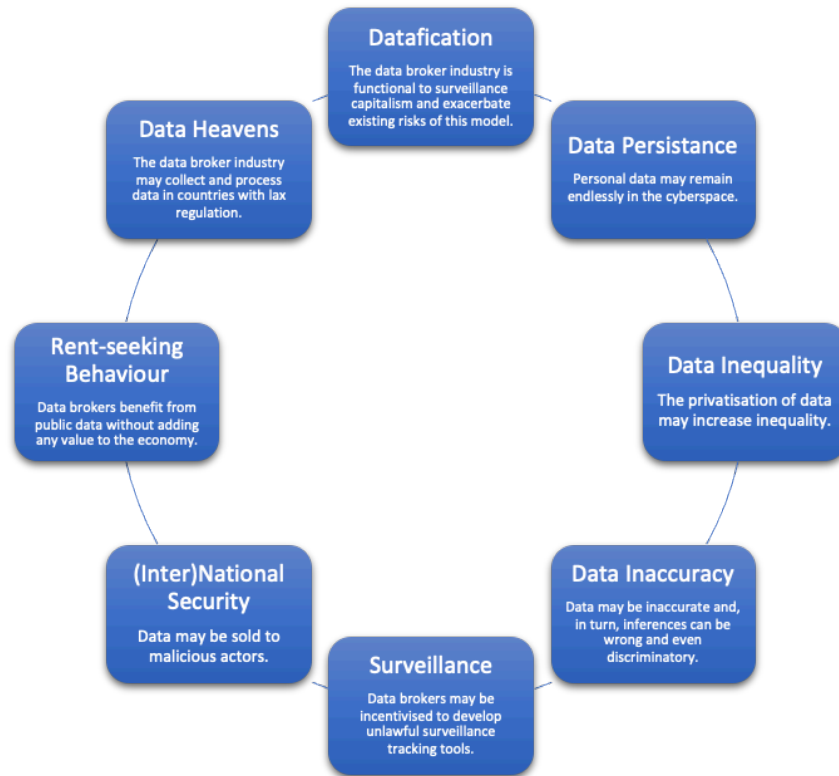 Datafication
The data broker industry is
functional to surveillance
capitalism and exacerbate
existing risks of this model.
Data Persistance
Personal data may remain
endlessly in the cyberspace.
Data Inequality
The privatisation of data
may increase inequality.
Data Inaccuracy
Data may be inaccurate and,
in turn, inferences can be
wrong and even
discriminatory.
Surveillance
Data brokers may be
incentivised to develop
unlawful surveillance
tracking tools.
(Inter)National
Security
Data may be sold to
malicious actors.
Rent-seeking
Behaviour
Data brokers benefit from
public data without adding
any value to the economy.
Data Heavens
The data broker industry
may collect and process
data in countries with lax
regulation.